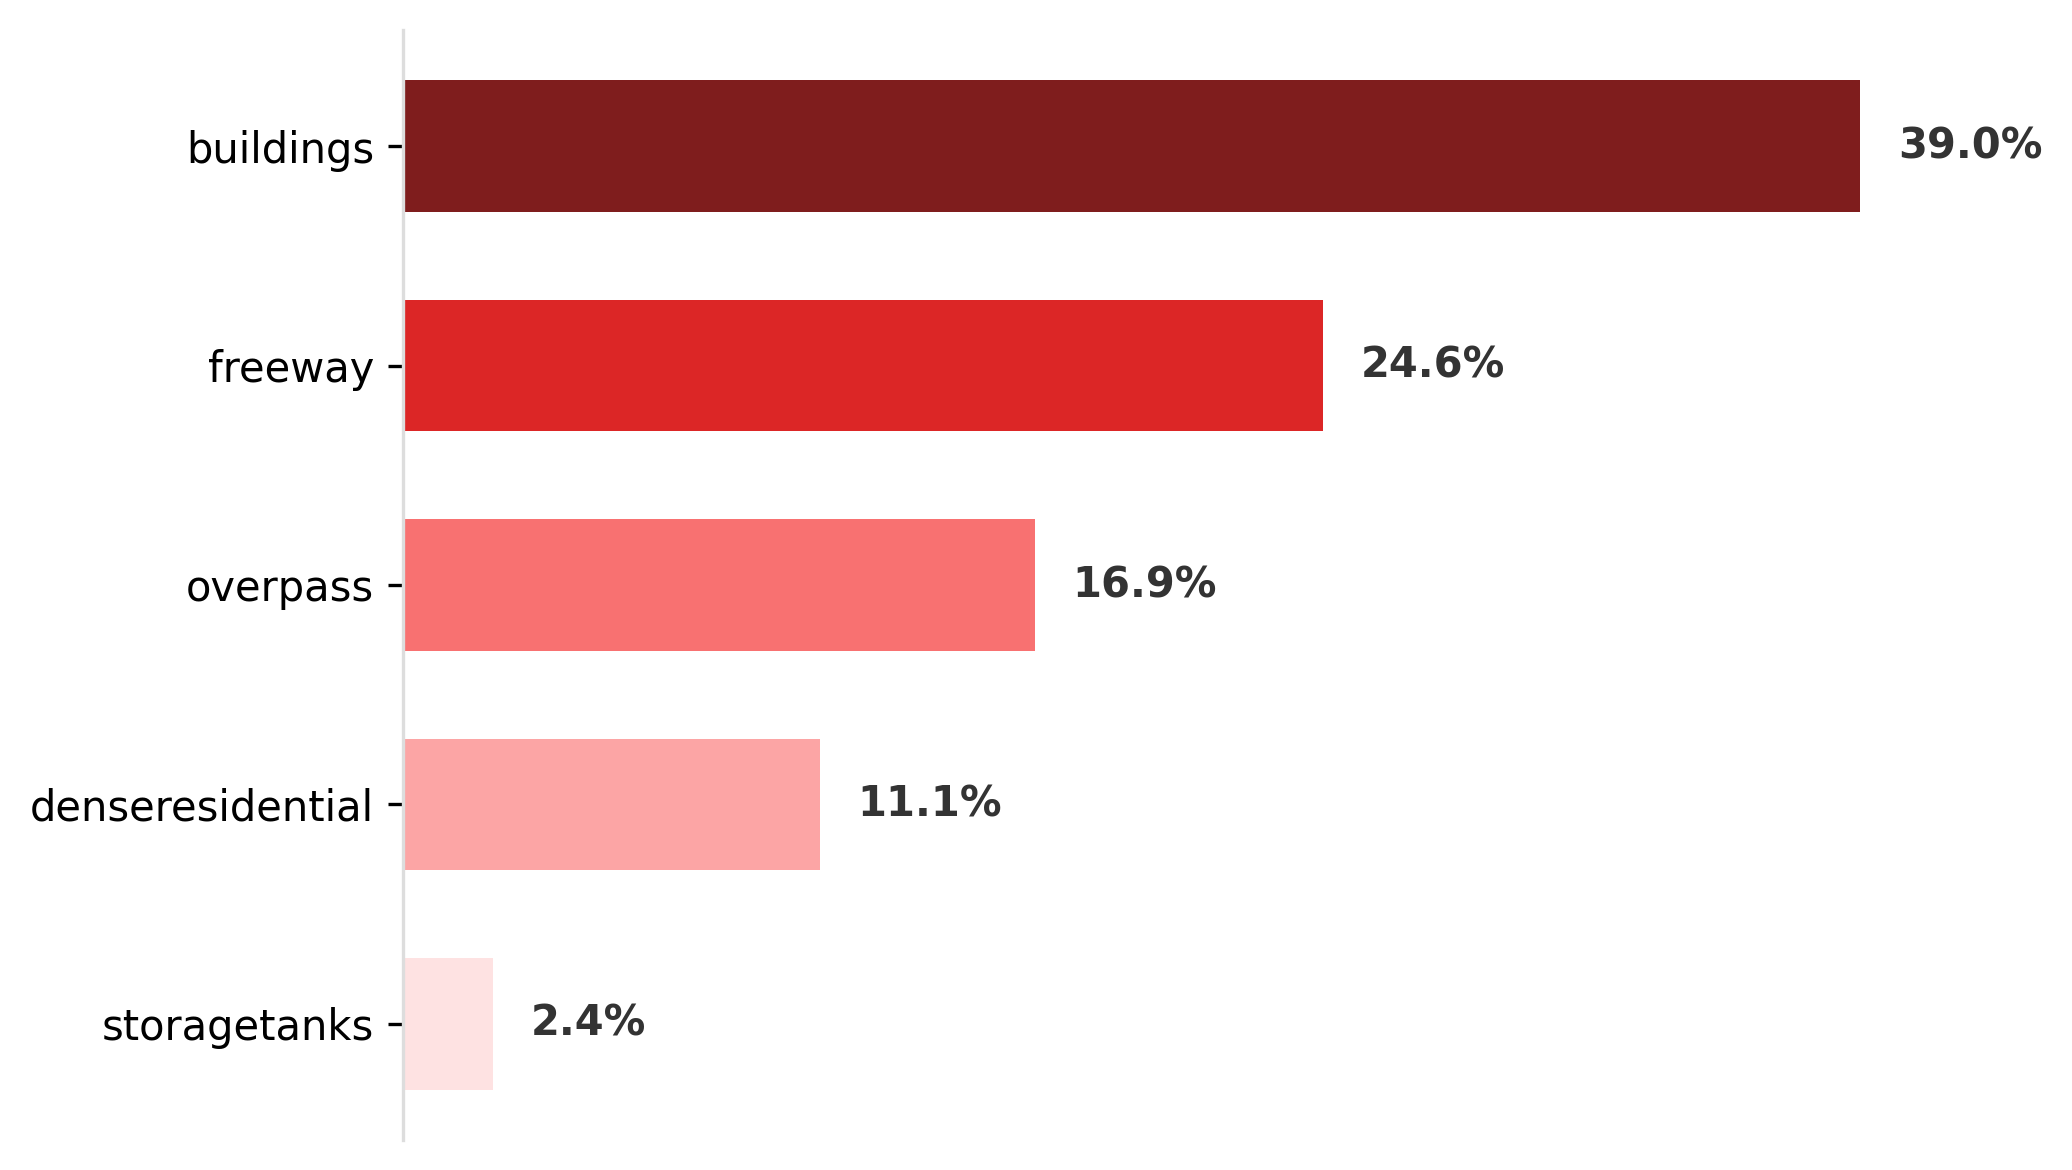 buildings 39.0%
freeway 24.6%
overpass 16.9%
denseresidential 11.1%
storagetanks 2.4%